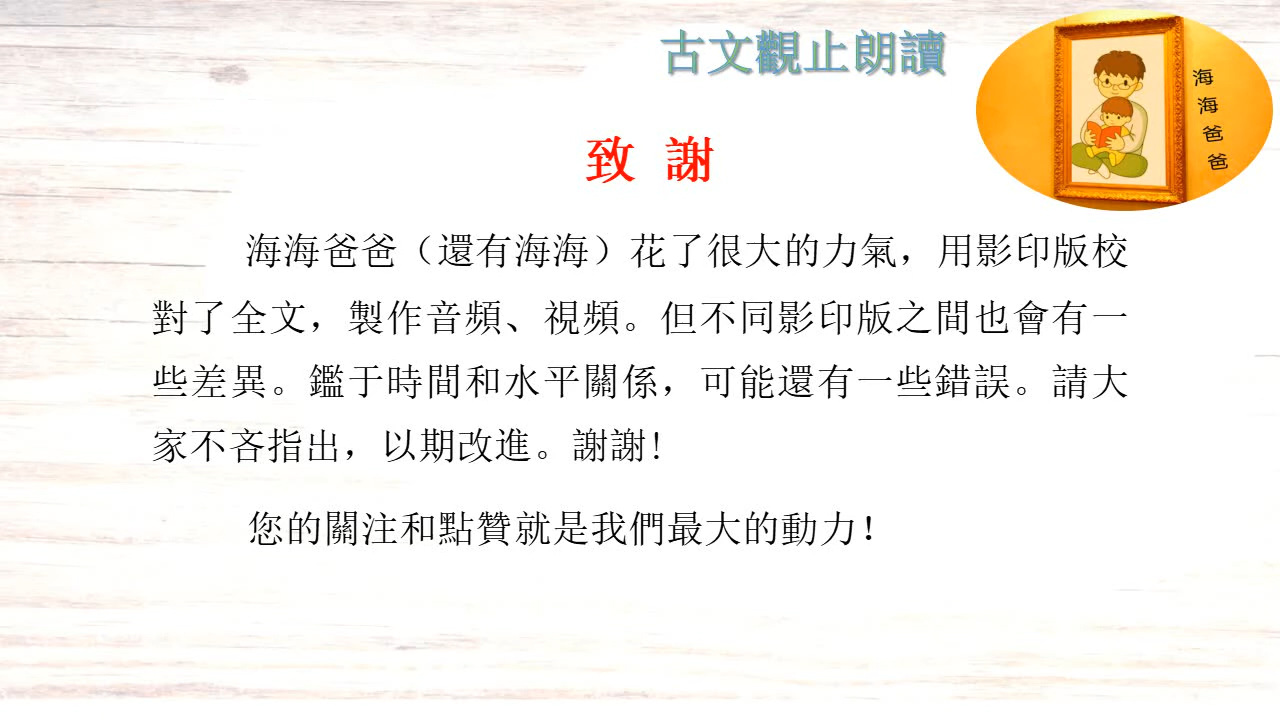 古文觀止朗讀
海海爸爸
致 謝
海海爸爸（還有海海）花了很大的力氣，用影印版校
對了全文，製作音頻、視頻。但不同影印版之間也會有一
些差異。鑑于時間和水平關係，可能還有一些錯誤。請大
家不吝指出，以期改進。謝謝!
您的關注和點贊就是我們最大的動力!